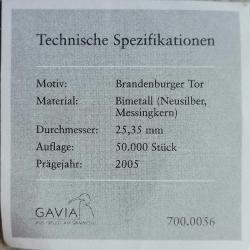 Technische Spezifikationen
Motiv: Brandenburger Tor
Material: Bimetall (Neusilber,
Messingkern)
Durchmesser: 25,35 mm
Auflage: 50.000 Stück
Prägejahr: 2005
GAVIA
700.0056